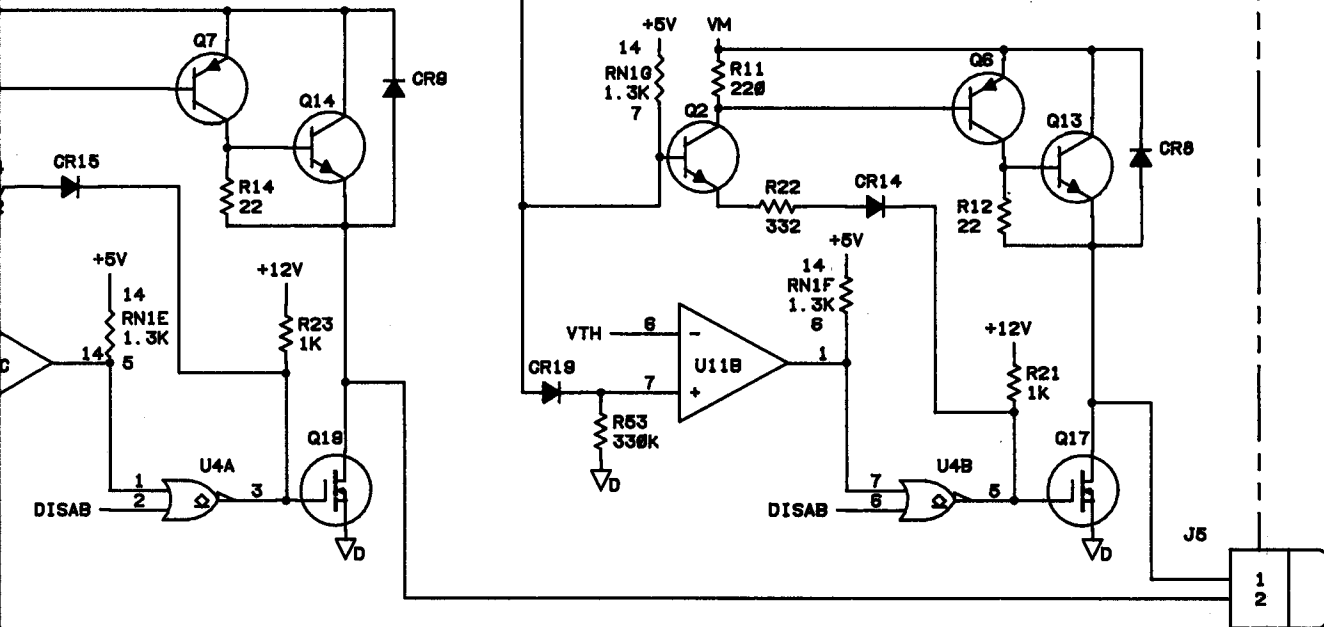 Q7
CR9
Q14
CR15
R14
22
+5V
14
RN1E
1.3K
5
+12V
R23
1K
14
C
Q19
U4A
1
2
3
DISAB
D
+5V
VM
14
RN1G
1.3K
7
R11
220
Q2
Q6
Q13
CR8
R22
332
CR14
R12
22
+5V
14
RN1F
1.3K
6
VTH
6
-
U11B
1
CR19
7
+
R53
330K
D
+12V
R21
1K
Q17
U4B
7
6
5
DISAB
D
J5
1
2